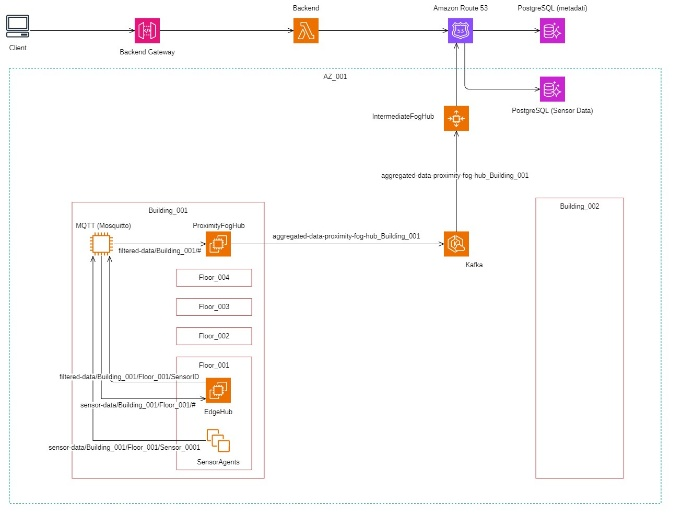 Client
Backend Gateway
Backend
Amazon Route 53
53
PostgreSQL (metadati)
AZ_001
PostgreSQL (Sensor Data)
IntermediateFogHub
aggregated-data-proximity-fog-hub_Building_001
Building_001
Building_002
MQTT (Mosquitto)
ProximityFogHub
filtered-data/Building_001/#
aggregated-data-proximity-fog-hub_Building_001
Kafka
Floor_004
Floor_003
Floor_002
Floor_001
filtered-data/Building_001/Floor_001/SensorID
sensor-data/Building_001/Floor_001/#
EdgeHub
sensor-data/Building_001/Floor_001/Sensor_0001
SensorAgents